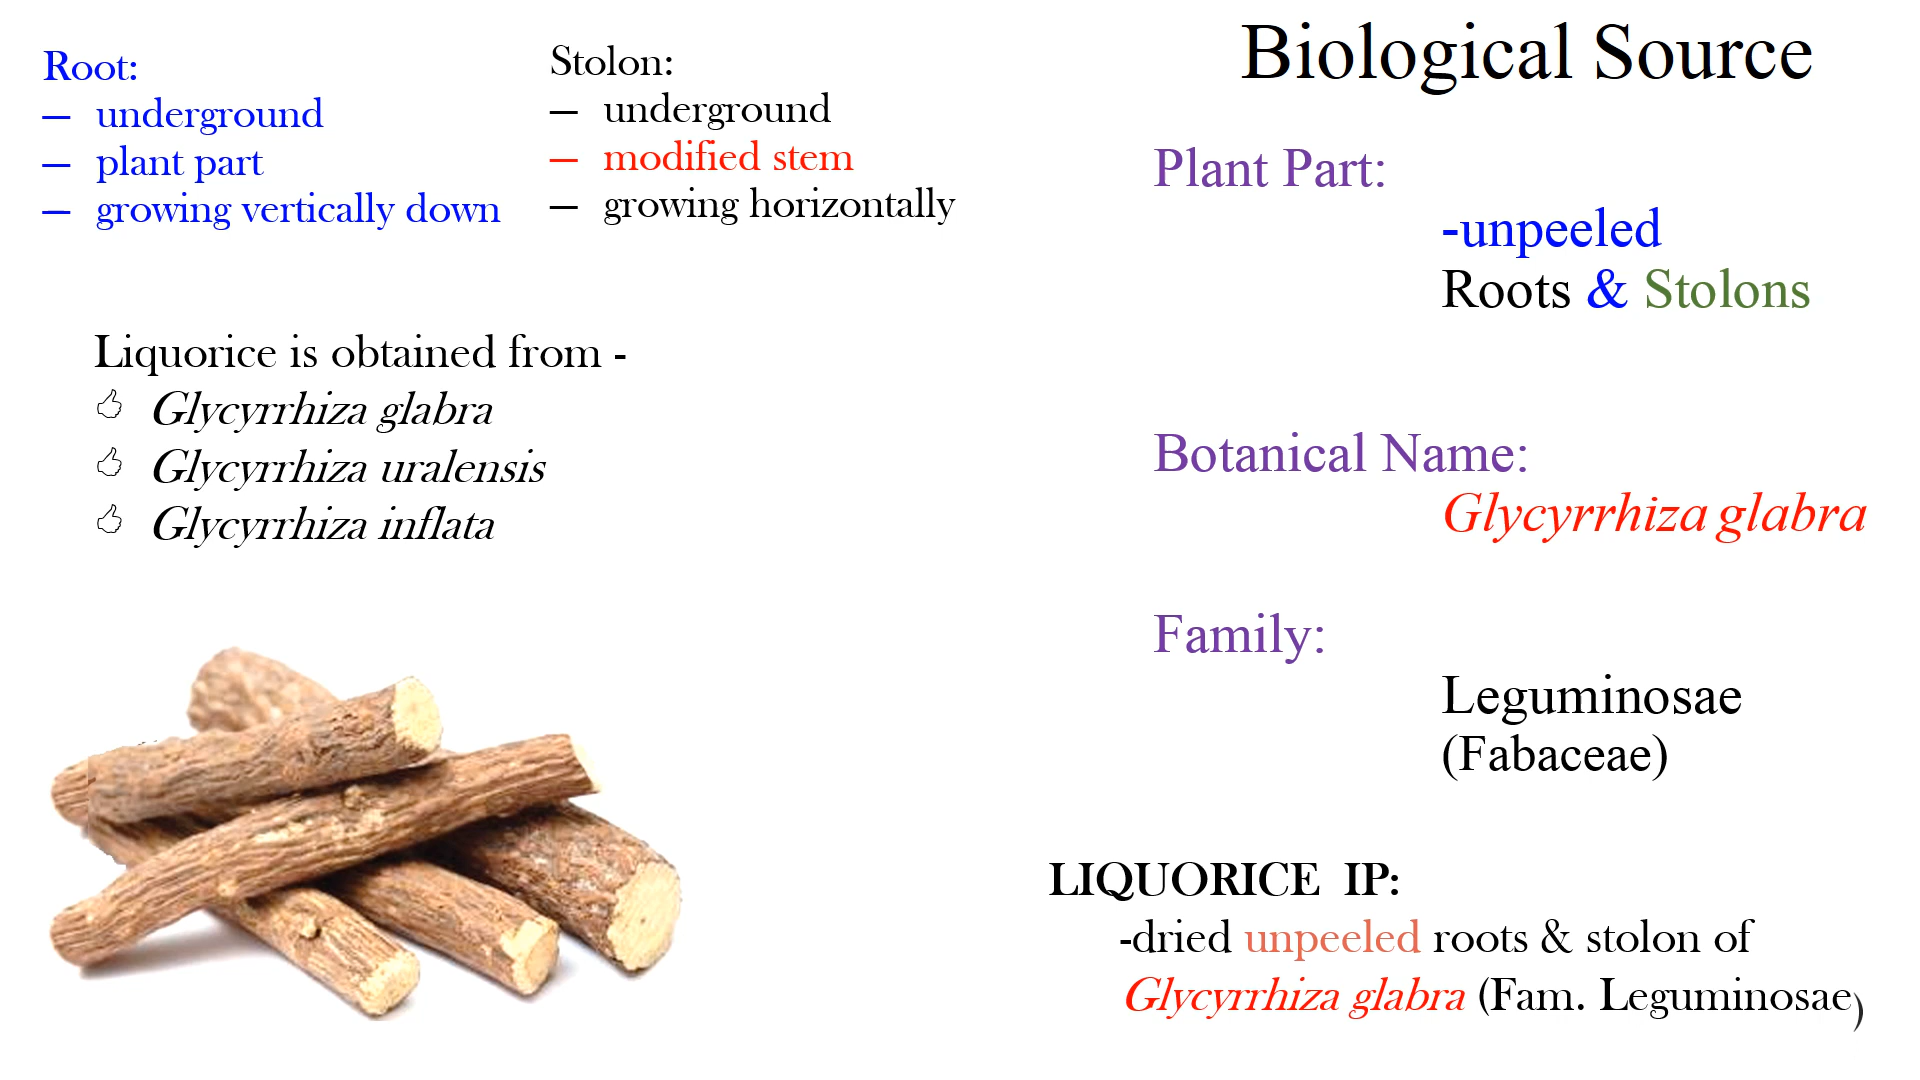 Biological Source
Root:
– underground
– plant part
– growing vertically down
Stolon:
– underground
– modified stem
– growing horizontally
Liquorice is obtained from -
Glycyrrhiza glabra
Glycyrrhiza uralensis
Glycyrrhiza inflata
Plant Part:
-unpeeled
Roots & Stolons
Botanical Name:
Glycyrrhiza glabra
Family:
Leguminosae
(Fabaceae)
LIQUORICE IP:
-dried unpeeled roots & stolon of
Glycyrrhiza glabra (Fam. Leguminosae)